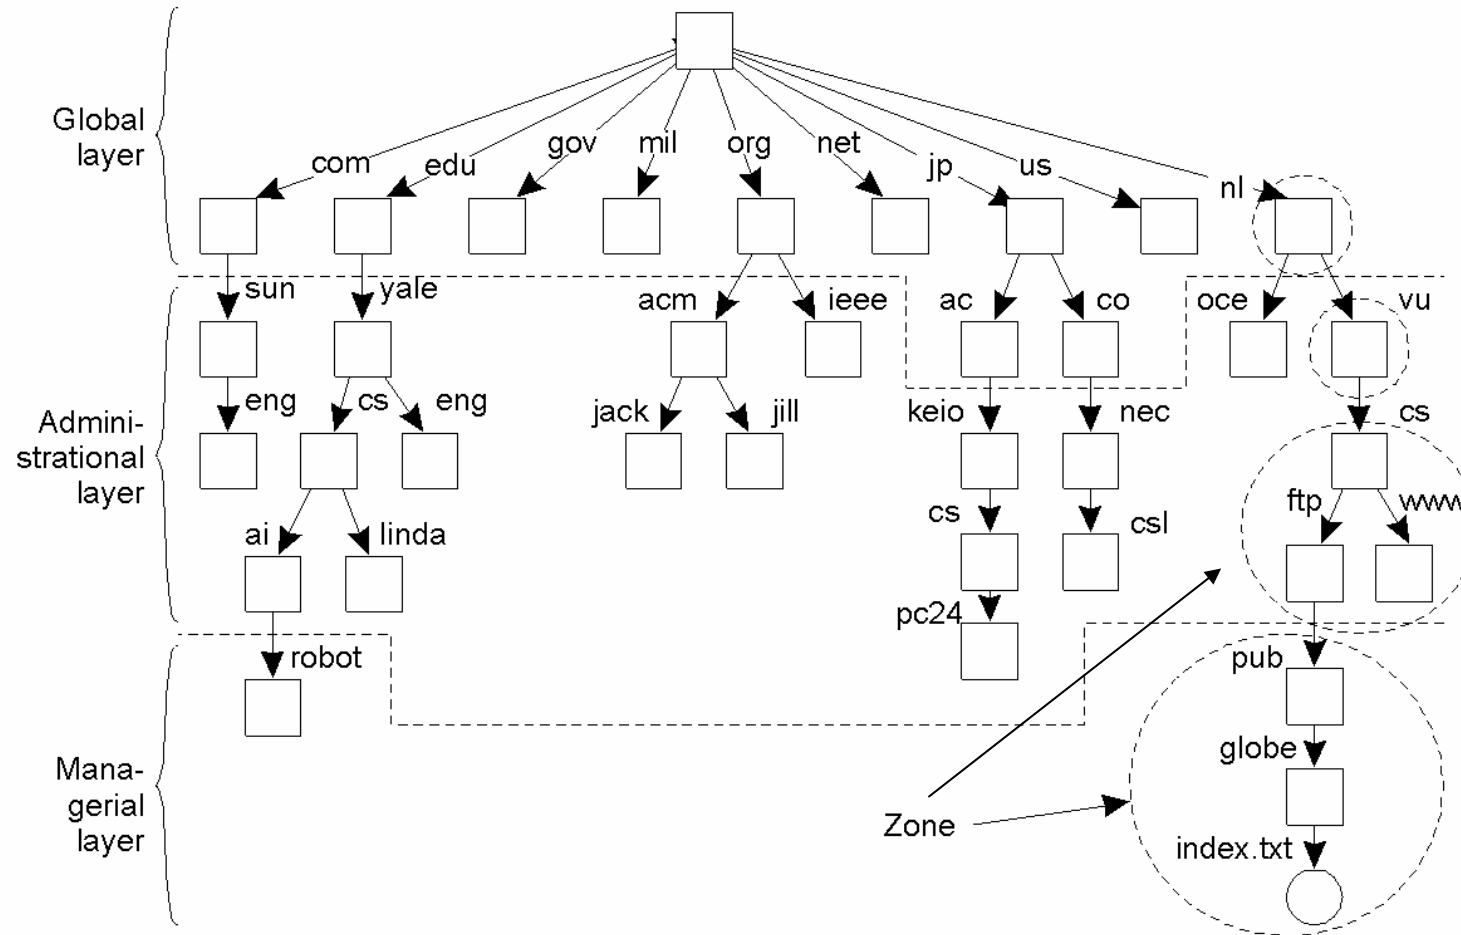 Global
layer
com
edu
gov
mil
org
net
jp
us
nl
sun
yale
acm
ieee
ac
co
oce
vu
Admini-
strational
layer
eng
cs
eng
jack
jill
keio
nec
cs
ai
linda
cs
csl
ftp
www
pc24
robot
pub
Mana-
gerial
layer
globe
Zone
index.txt